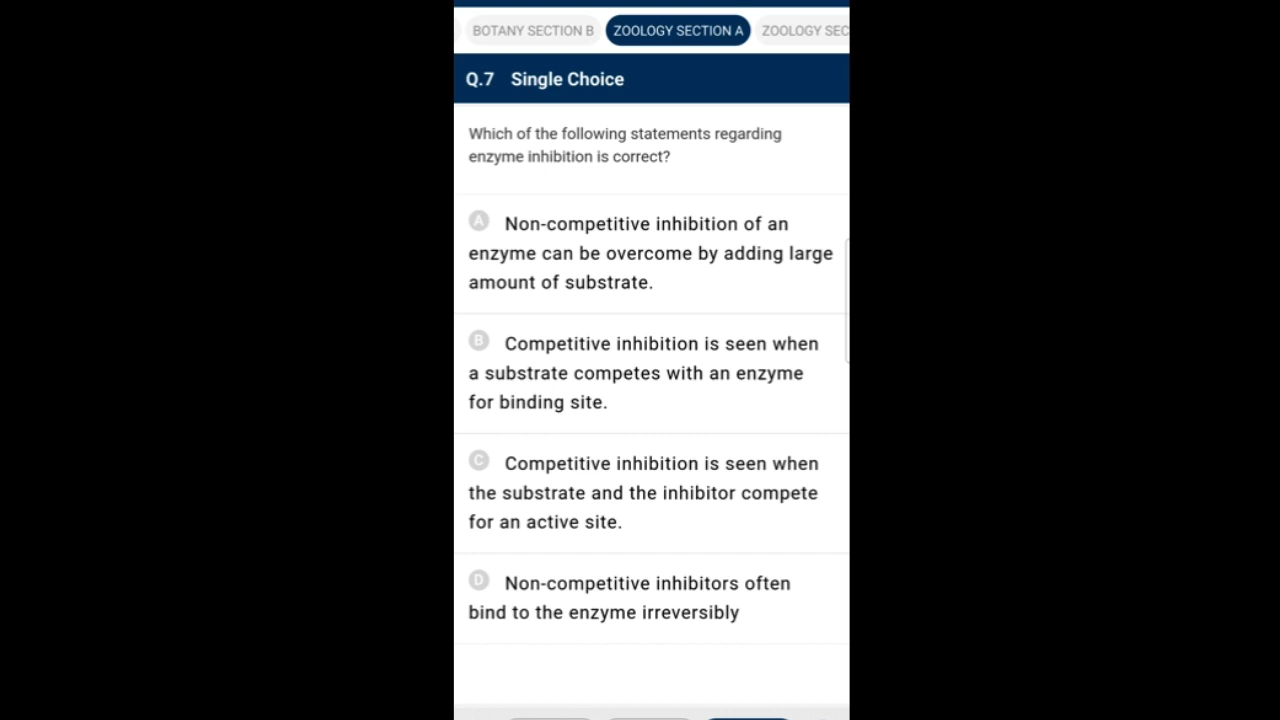 BOTANY SECTION B ZOOLOGY SECTION A ZOOLOGY SEC
Q.7 Single Choice
Which of the following statements regarding
enzyme inhibition is correct?
A Non-competitive inhibition of an
enzyme can be overcome by adding large
amount of substrate.
B Competitive inhibition is seen when
a substrate competes with an enzyme
for binding site.
C Competitive inhibition is seen when
the substrate and the inhibitor compete
for an active site.
D Non-competitive inhibitors often
bind to the enzyme irreversibly